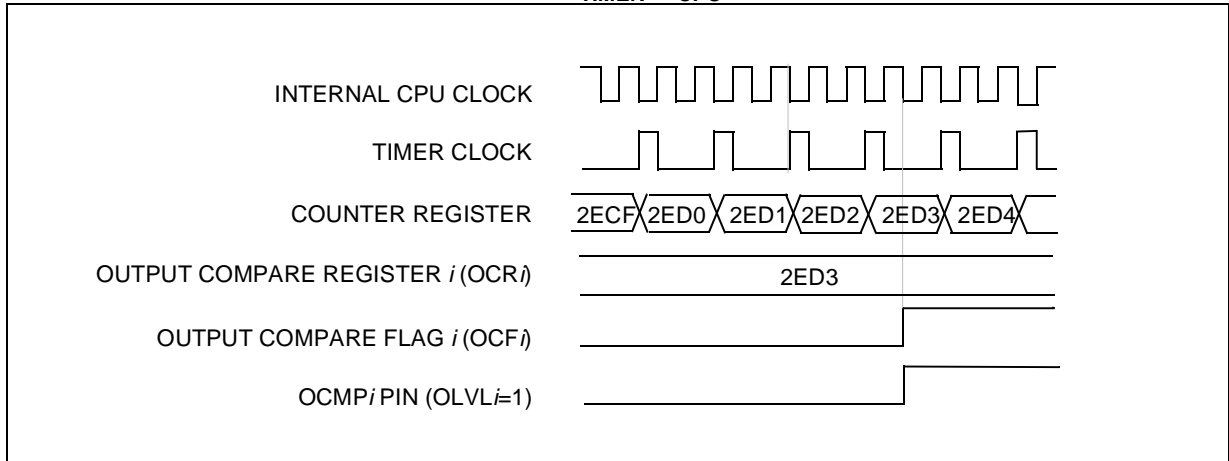 INTERNAL CPU CLOCK
TIMER CLOCK
COUNTER REGISTER 2ECF 2ED0 2ED1 2ED2 2ED3 2ED4
OUTPUT COMPARE REGISTER i (OCRi) 2ED3
OUTPUT COMPARE FLAG i (OCFi)
OCMPi PIN (OLVLi=1)